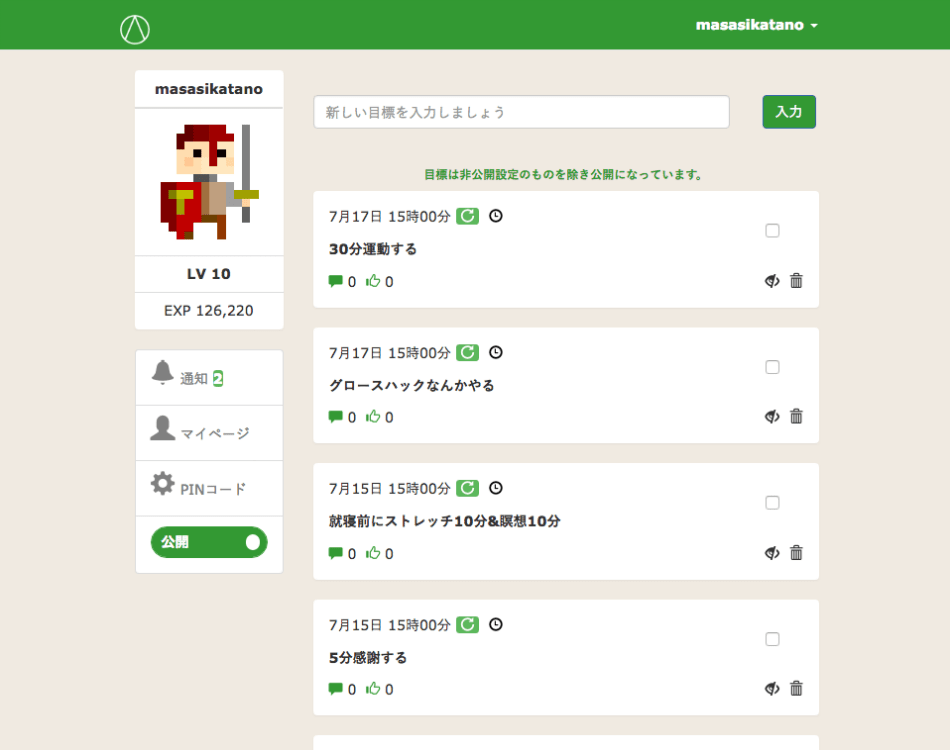 masasikatano
masasikatano
LV 10
EXP 126,220
通知 2
マイページ
PINコード
公開
新しい目標を入力しましょう
入力
目標は非公開設定のものを除き公開になっています。
7月17日 15時00分
30分運動する
0 0
7月17日 15時00分
グロースハックなんかやる
0 0
7月15日 15時00分
就寝前にストレッチ10分&瞑想10分
0 0
7月15日 15時00分
5分感謝する
0 0